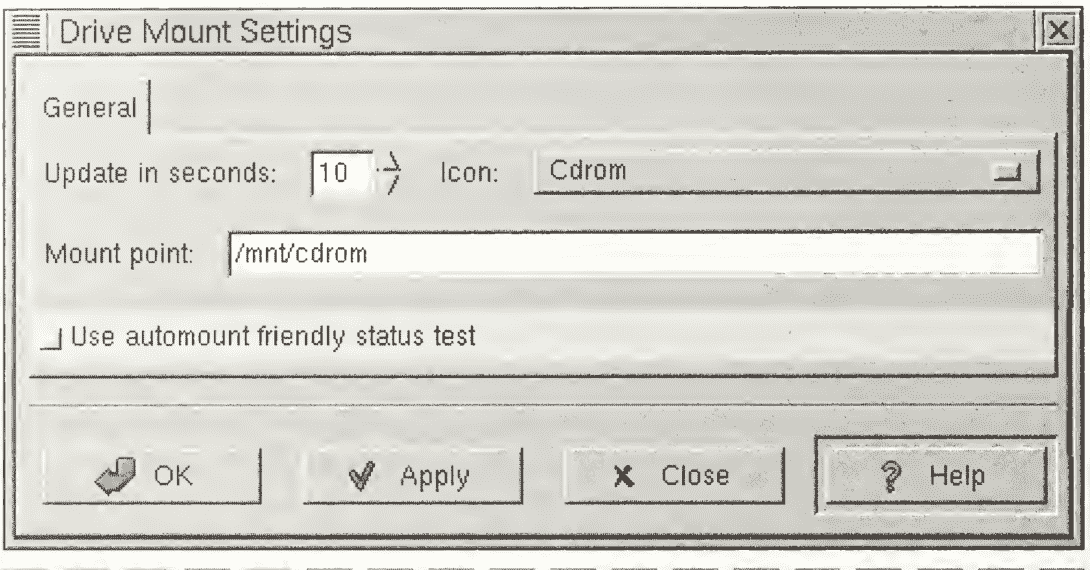 Drive Mount Settings
General
Update in seconds: 10 Icon: Cdrom
Mount point: /mnt/cdrom
Use automount friendly status test
OK Apply Close Help